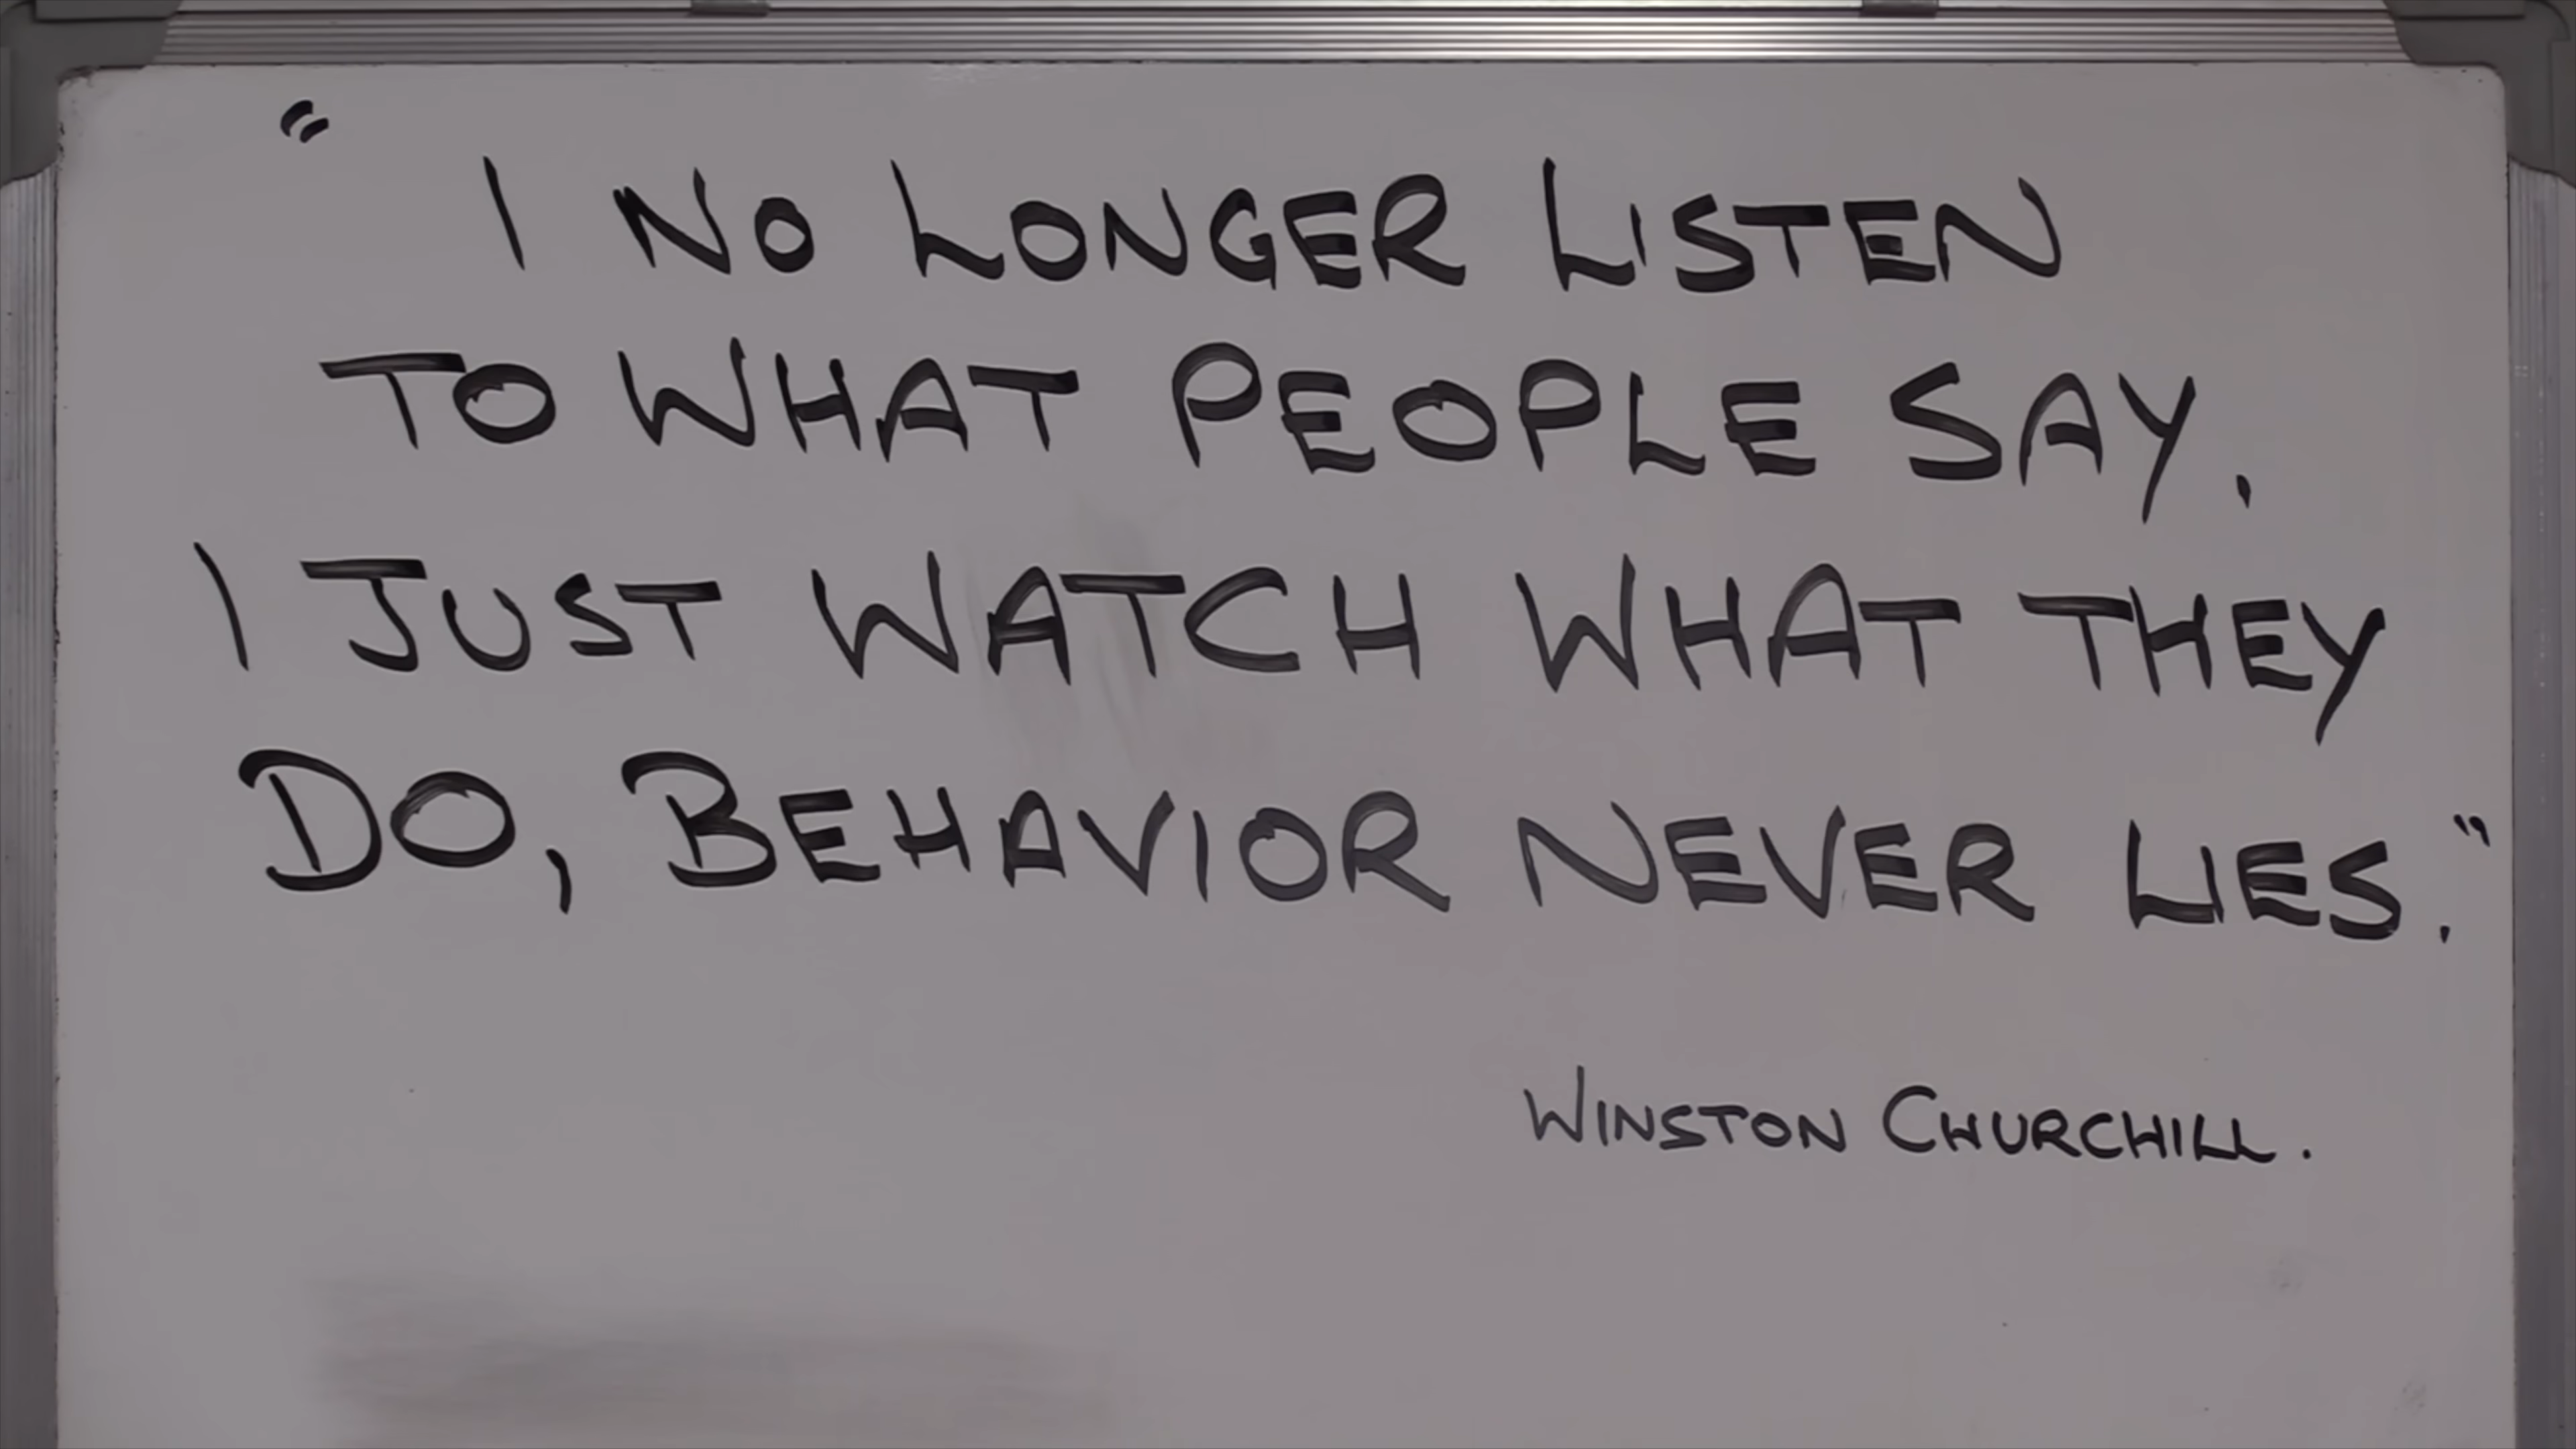 "
I NO LONGER LISTEN
TO WHAT PEOPLE SAY.
I JUST WATCH WHAT THEY
DO, BEHAVIOR NEVER LIES."
WINSTON CHURCHILL.